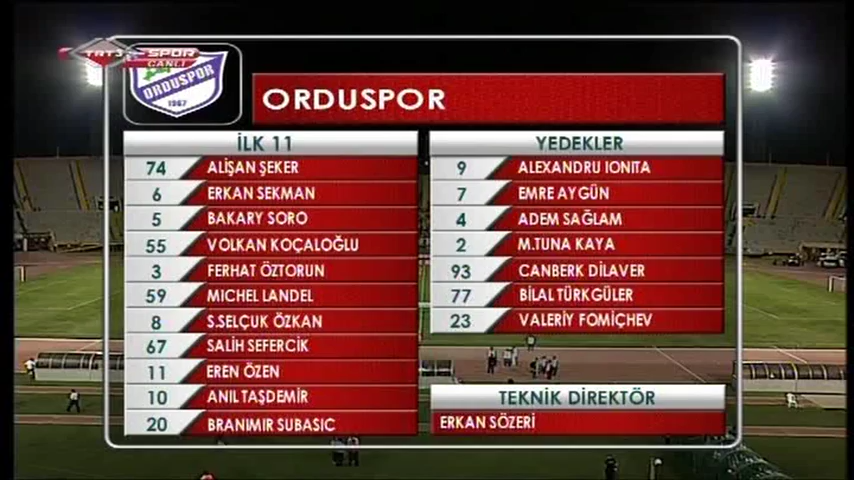 TRT3 SPOR
CANLI
ORDUSPOR
1967
ORDUSPOR
İLK 11
74 ALİŞAN ŞEKER
6 ERKAN SEKMAN
5 BAKARY SORO
55 VOLKAN KOÇALOĞLU
3 FERHAT ÖZTORUN
59 MICHEL LANDEL
8 S.SELÇUK ÖZKAN
67 SALİH SEFERCİK
11 EREN ÖZEN
10 ANIL TAŞDEMİR
20 BRANIMIR SUBASIC
YEDEKLER
9 ALEXANDRU IONITA
7 EMRE AYGÜN
4 ADEM SAĞLAM
2 M.TUNA KAYA
93 CANBERK DİLAVER
77 BİLAL TÜRKGÜLER
23 VALERİY FOMİÇHEV
TEKNİK DİREKTÖR
ERKAN SÖZERİ